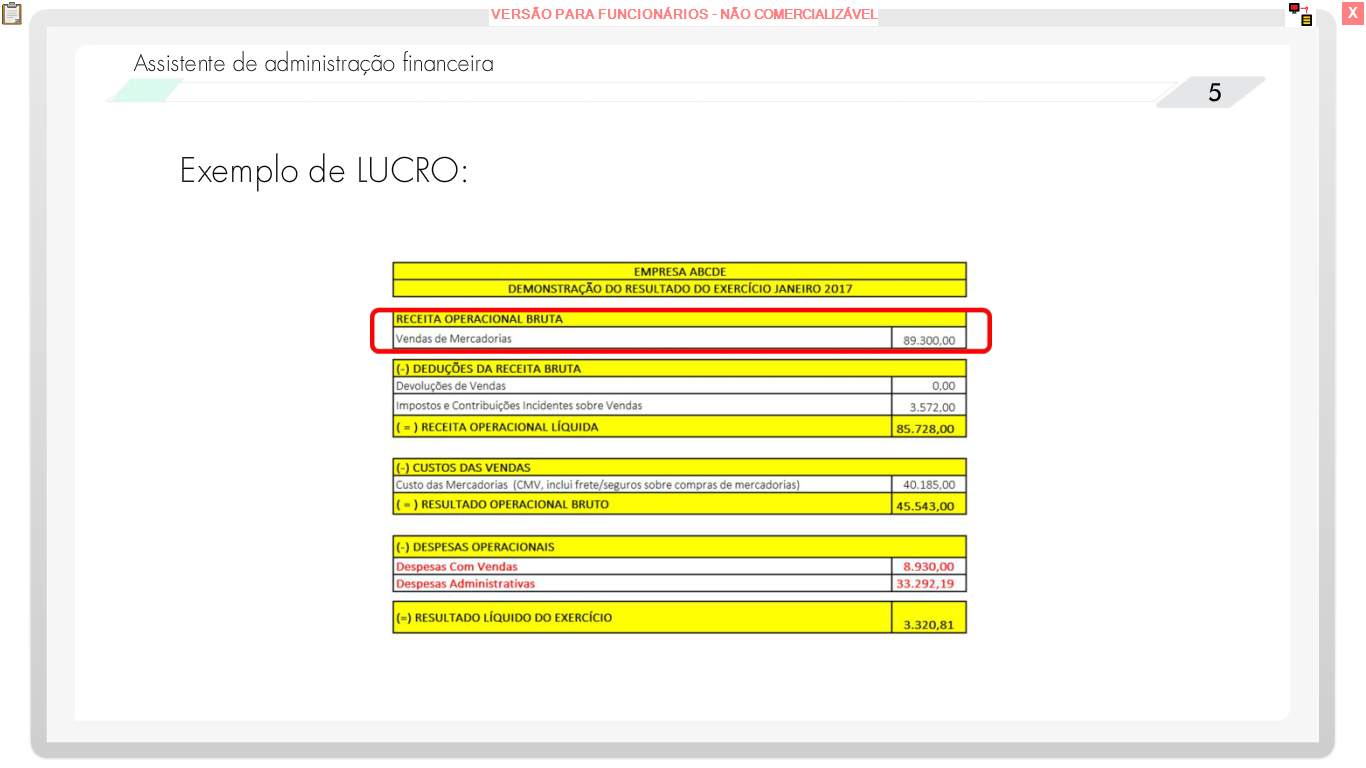 VERSÃO PARA FUNCIONÁRIOS - NÃO COMERCIALIZÁVEL
X
Assistente de administração financeira
5
Exemplo de LUCRO:
EMPRESA ABCDE
DEMONSTRAÇÃO DO RESULTADO DO EXERCÍCIO JANEIRO 2017
RECEITA OPERACIONAL BRUTA
Vendas de Mercadorias 89.300,00
(-) DEDUÇÕES DA RECEITA BRUTA
Devoluções de Vendas 0,00
Impostos e Contribuições Incidentes sobre Vendas 3.572,00
( = ) RECEITA OPERACIONAL LÍQUIDA 85.728,00
(-) CUSTOS DAS VENDAS
Custo das Mercadorias (CMV, inclui frete/seguros sobre compras de mercadorias) 40.185,00
( = ) RESULTADO OPERACIONAL BRUTO 45.543,00
(-) DESPESAS OPERACIONAIS
Despesas Com Vendas 8.930,00
Despesas Administrativas 33.292,19
(=) RESULTADO LÍQUIDO DO EXERCÍCIO 3.320,81